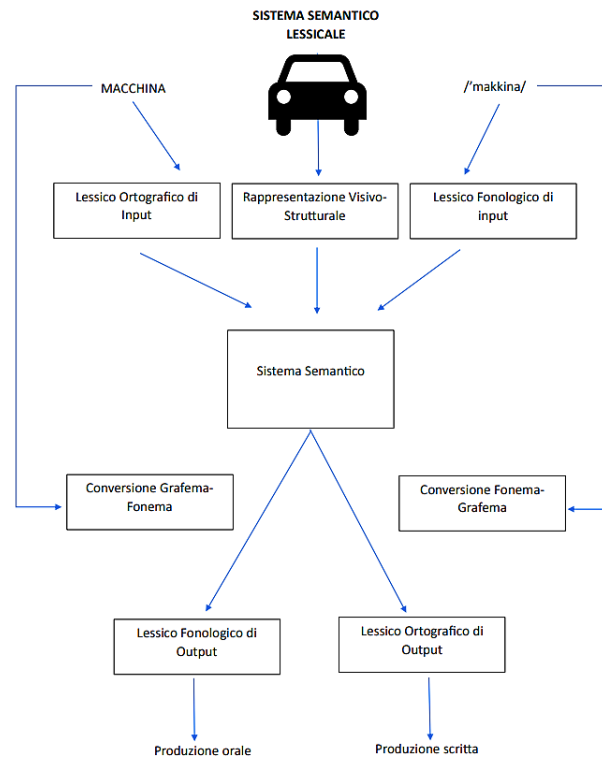 SISTEMA SEMANTICO
LESSICALE
MACCHINA
/'makkina/
Lessico Ortografico di
Input
Rappresentazione Visivo-
Strutturale
Lessico Fonologico di
input
Sistema Semantico
Conversione Grafema-
Fonema
Conversione Fonema-
Grafema
Lessico Fonologico di
Output
Lessico Ortografico di
Output
Produzione orale
Produzione scritta